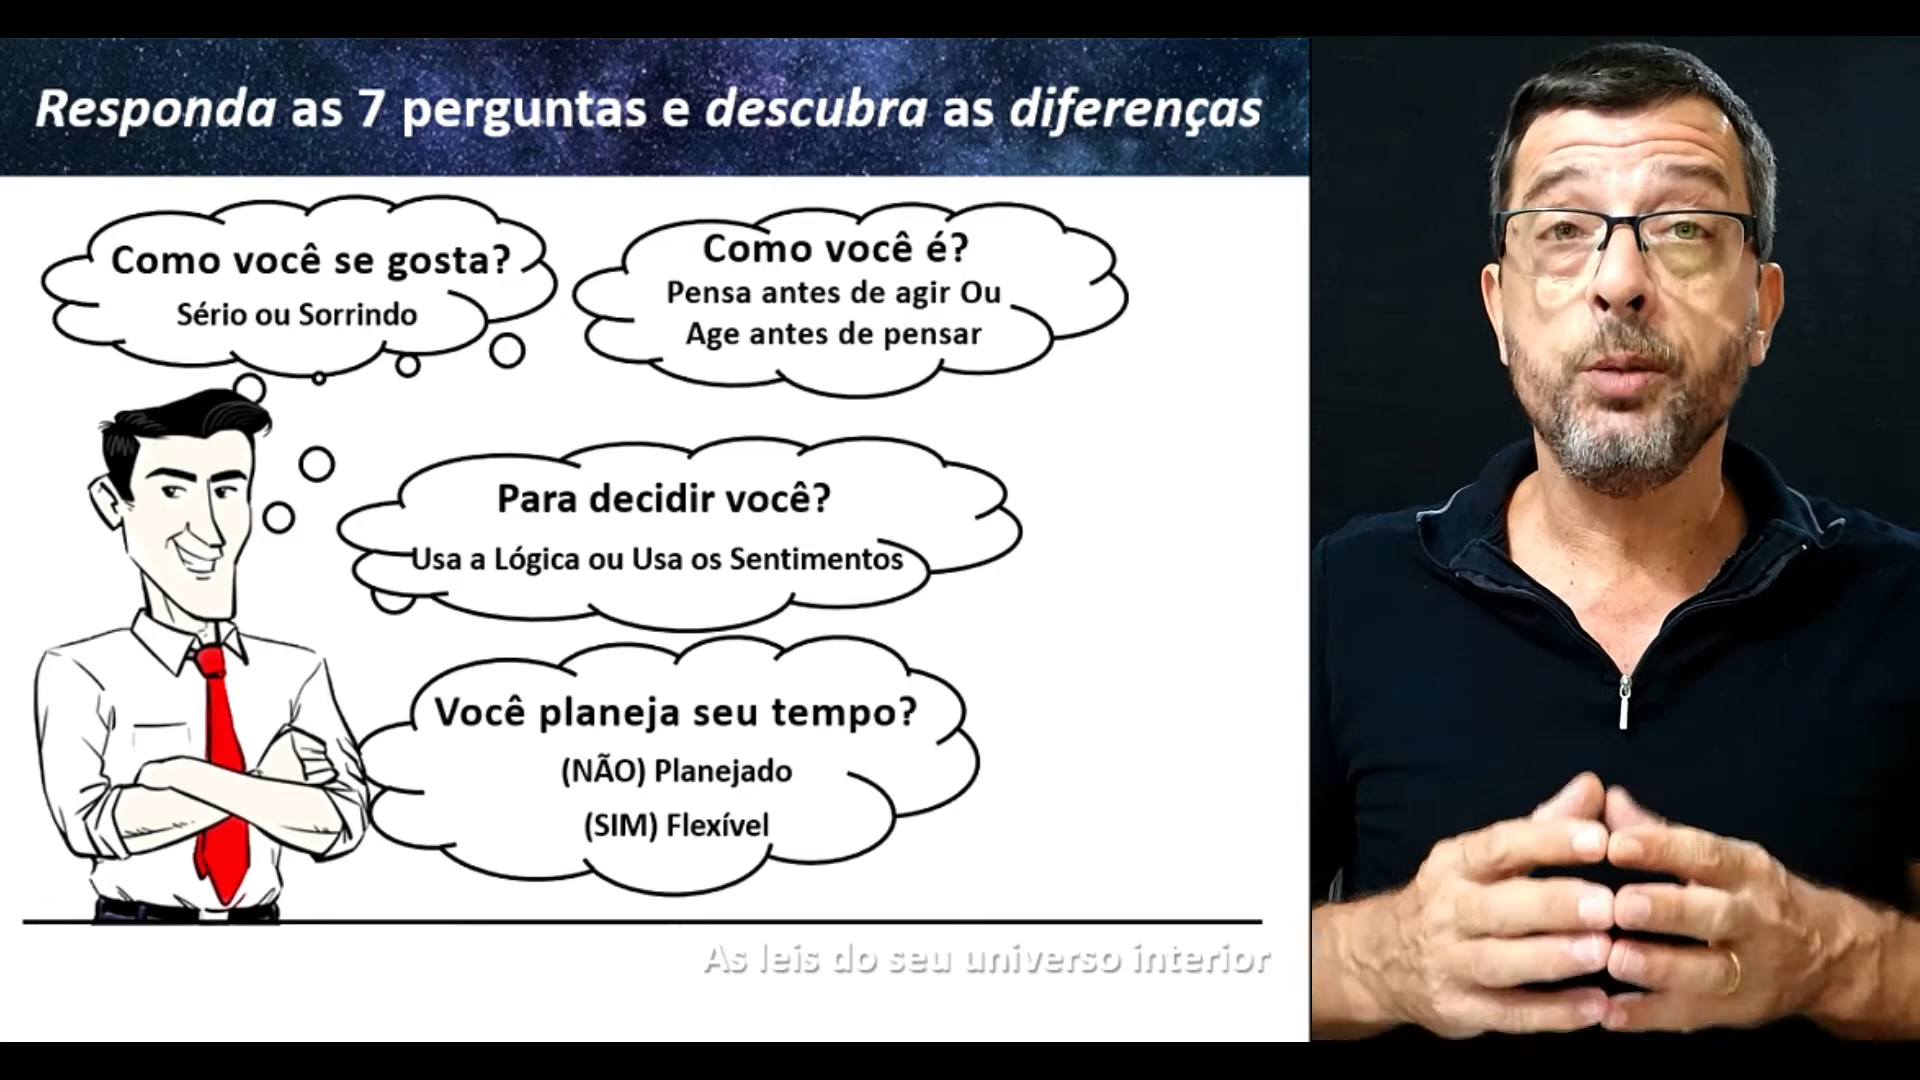 Responda as 7 perguntas e descubra as diferenças
Como você se gosta?
Sério ou Sorrindo
Como você é?
Pensa antes de agir Ou
Age antes de pensar
Para decidir você?
Usa a Lógica ou Usa os Sentimentos
Você planeja seu tempo?
(NÃO) Planejado
(SIM) Flexível
As leis do seu universo interior